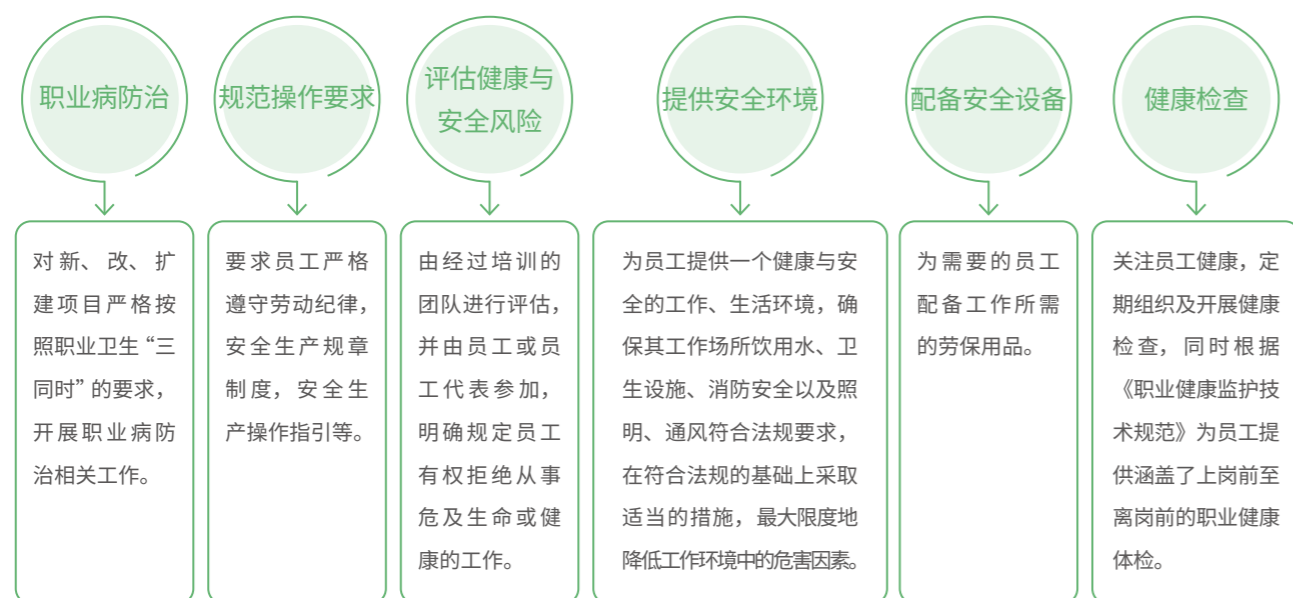 职业病防治
对新、改、扩
建项目严格按
照职业卫生“三
同时”的要求，
开展职业病防
治相关工作。
规范操作要求
要求员工严格
遵守劳动纪律，
安全生产规章
制度，安全生
产操作指引等。
评估健康与
安全风险
由经过培训的
团队进行评估，
并由员工或员
工代表参加，
明确规定员工
有权拒绝从事
危及生命或健
康的工作。
提供安全环境
为员工提供一个健康与安
全的工作、生活环境，确
保其工作场所饮用水、卫
生设施、消防安全以及照
明、通风符合法规要求，
在符合法规的基础上采取
适当的措施，最大限度地
降低工作环境中的危害因素。
配备安全设备
为需要的员工
配备工作所需
的劳保用品。
健康检查
关注员工健康，定
期组织及开展健康
检查，同时根据
《职业健康监护技
术规范》为员工提
供涵盖了上岗前至
离岗前的职业健康
体检。